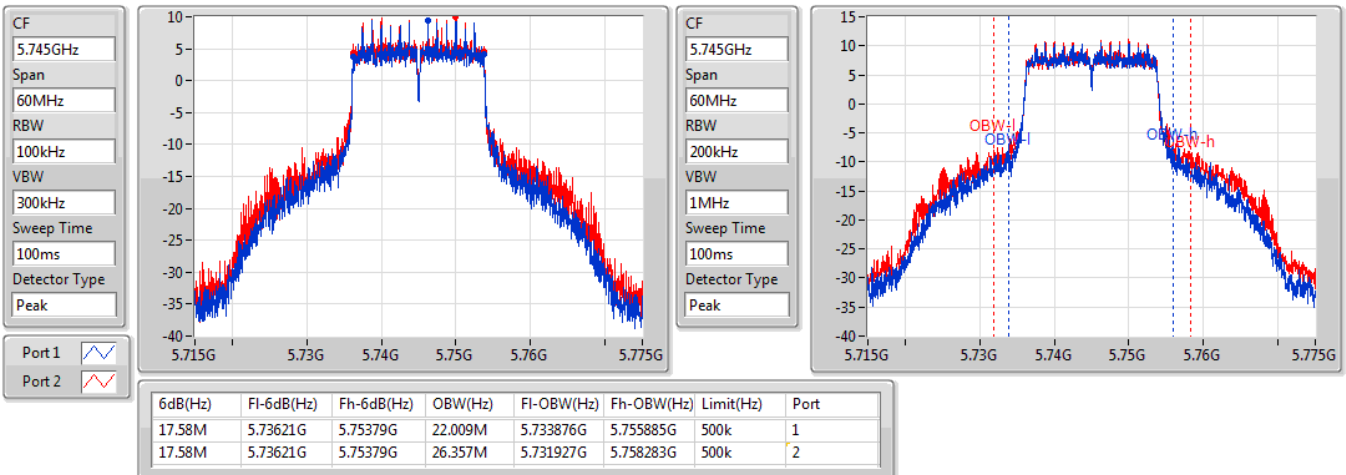 CF
5.745GHz
Span
60MHz
RBW
100kHz
VBW
300kHz
Sweep Time
100ms
Detector Type
Peak
Port 1
Port 2
10
5
0
-5
-10
-15
-20
-25
-30
-35
-40
5.715G 5.73G 5.74G 5.75G 5.76G 5.775G
CF
5.745GHz
Span
60MHz
RBW
200kHz
VBW
1MHz
Sweep Time
100ms
Detector Type
Peak
15
10
5
0
-5
-10
-15
-20
-25
-30
-35
-40
OBW-l
OBW-l
OBW-h
OBW-h
5.715G 5.73G 5.74G 5.75G 5.76G 5.775G
6dB(Hz) Fl-6dB(Hz) Fh-6dB(Hz) OBW(Hz) Fl-OBW(Hz) Fh-OBW(Hz) Limit(Hz) Port
17.58M 5.73621G 5.75379G 22.009M 5.733876G 5.755885G 500k 1
17.58M 5.73621G 5.75379G 26.357M 5.731927G 5.758283G 500k 2